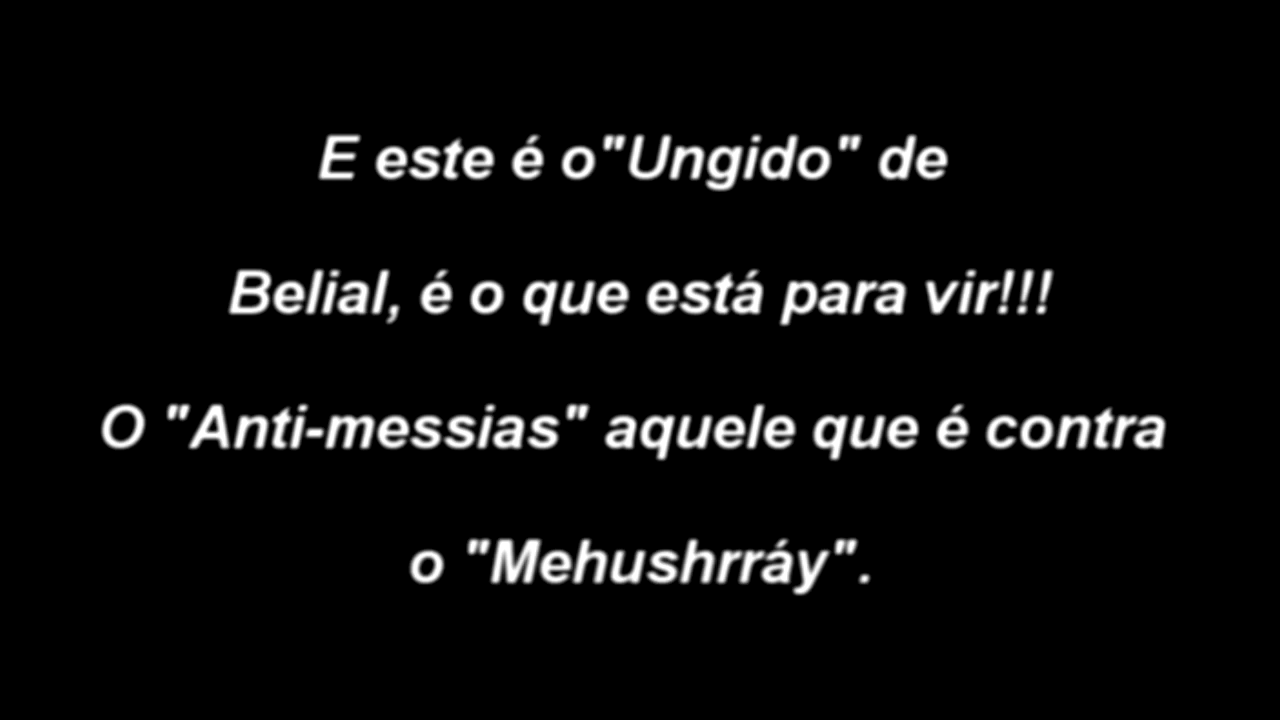 E este é o"Ungido" de
Belial, é o que está para vir!!!
O "Anti-messias" aquele que é contra
o "Mehushrráy".